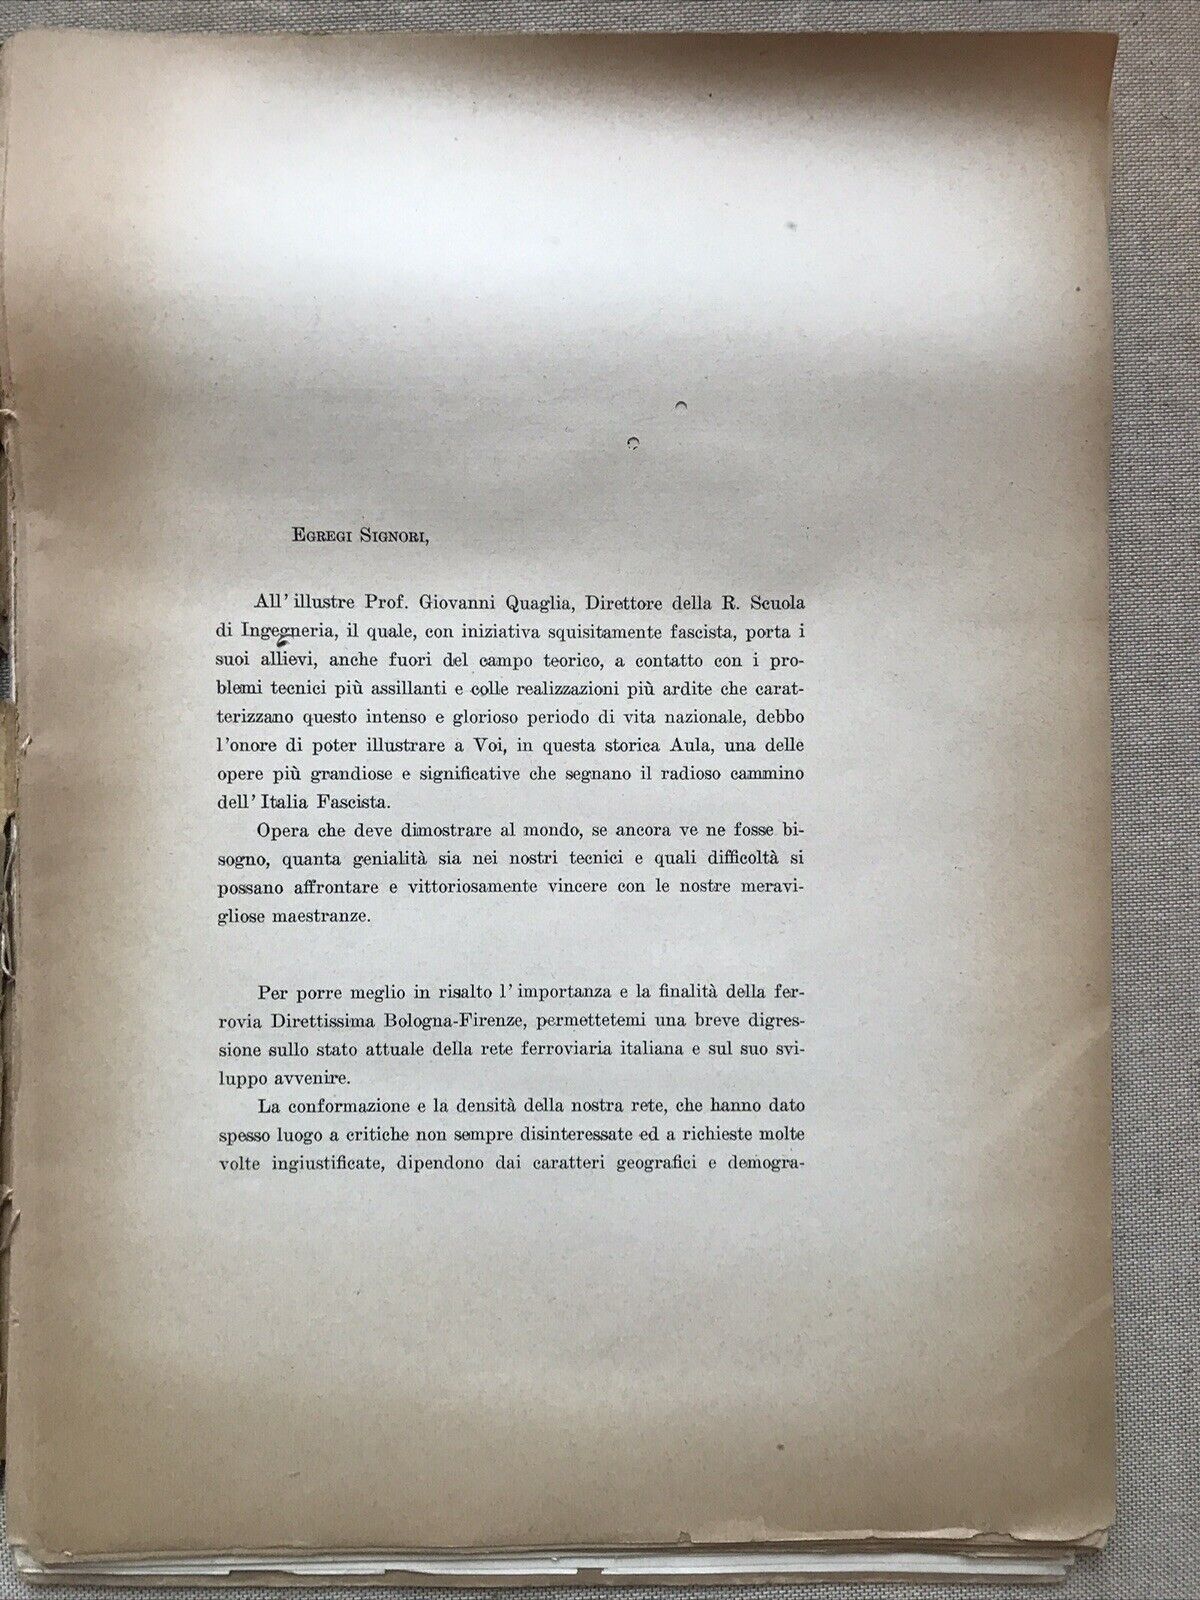 EGREGI SIGNORI,
All' illustre Prof. Giovanni Quaglia, Direttore della R. Scuola
di Ingegneria, il quale, con iniziativa squisitamente fascista, porta i
suoi allievi, anche fuori del campo teorico, a contatto con i pro-
blemi tecnici più assillanti e colle realizzazioni più ardite che carat-
terizzano questo intenso e glorioso periodo di vita nazionale, debbo
l'onore di poter illustrare a Voi, in questa storica Aula, una delle
opere più grandiose e significative che segnano il radioso cammino
dell' Italia Fascista.
Opera che deve dimostrare al mondo, se ancora ve ne fosse bi-
sogno, quanta genialità sia nei nostri tecnici e quali difficoltà si
possano affrontare e vittoriosamente vincere con le nostre meravi-
gliose maestranze.
Per porre meglio in risalto l' importanza e la finalità della fer-
rovia Direttissima Bologna-Firenze, permettetemi una breve digres-
sione sullo stato attuale della rete ferroviaria italiana e sul suo svi-
luppo avvenire.
La conformazione e la densità della nostra rete, che hanno dato
spesso luogo a critiche non sempre disinteressate ed a richieste molte
volte ingiustificate, dipendono dai caratteri geografici e demogra-